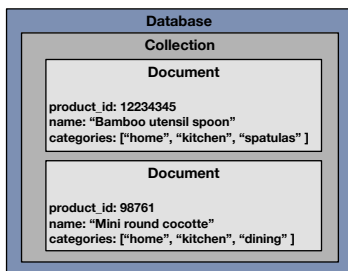 Database
Collection
Document
product_id: 12234345
name: “Bamboo utensil spoon”
categories: [“home”, “kitchen”, “spatulas” ]
Document
product_id: 98761
name: “Mini round cocotte”
categories: [“home”, “kitchen”, “dining” ]